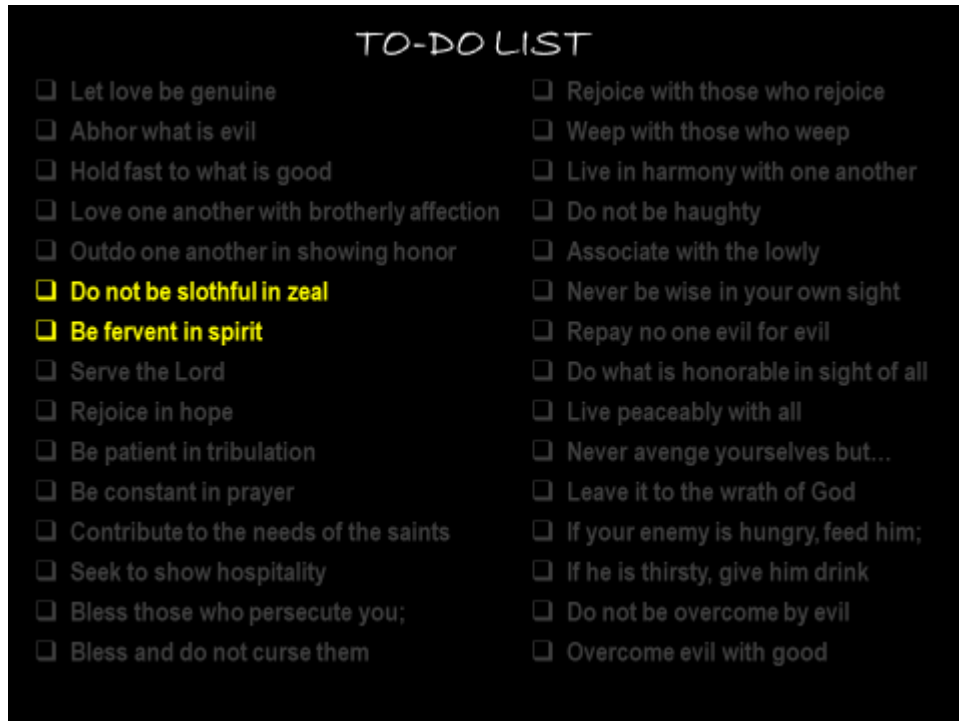 TO-DO LIST
Let love be genuine
Abhor what is evil
Hold fast to what is good
Love one another with brotherly affection
Outdo one another in showing honor
Do not be slothful in zeal
Be fervent in spirit
Serve the Lord
Rejoice in hope
Be patient in tribulation
Be constant in prayer
Contribute to the needs of the saints
Seek to show hospitality
Bless those who persecute you;
Bless and do not curse them
Rejoice with those who rejoice
Weep with those who weep
Live in harmony with one another
Do not be haughty
Associate with the lowly
Never be wise in your own sight
Repay no one evil for evil
Do what is honorable in sight of all
Live peaceably with all
Never avenge yourselves but...
Leave it to the wrath of God
If your enemy is hungry, feed him;
If he is thirsty, give him drink
Do not be overcome by evil
Overcome evil with good